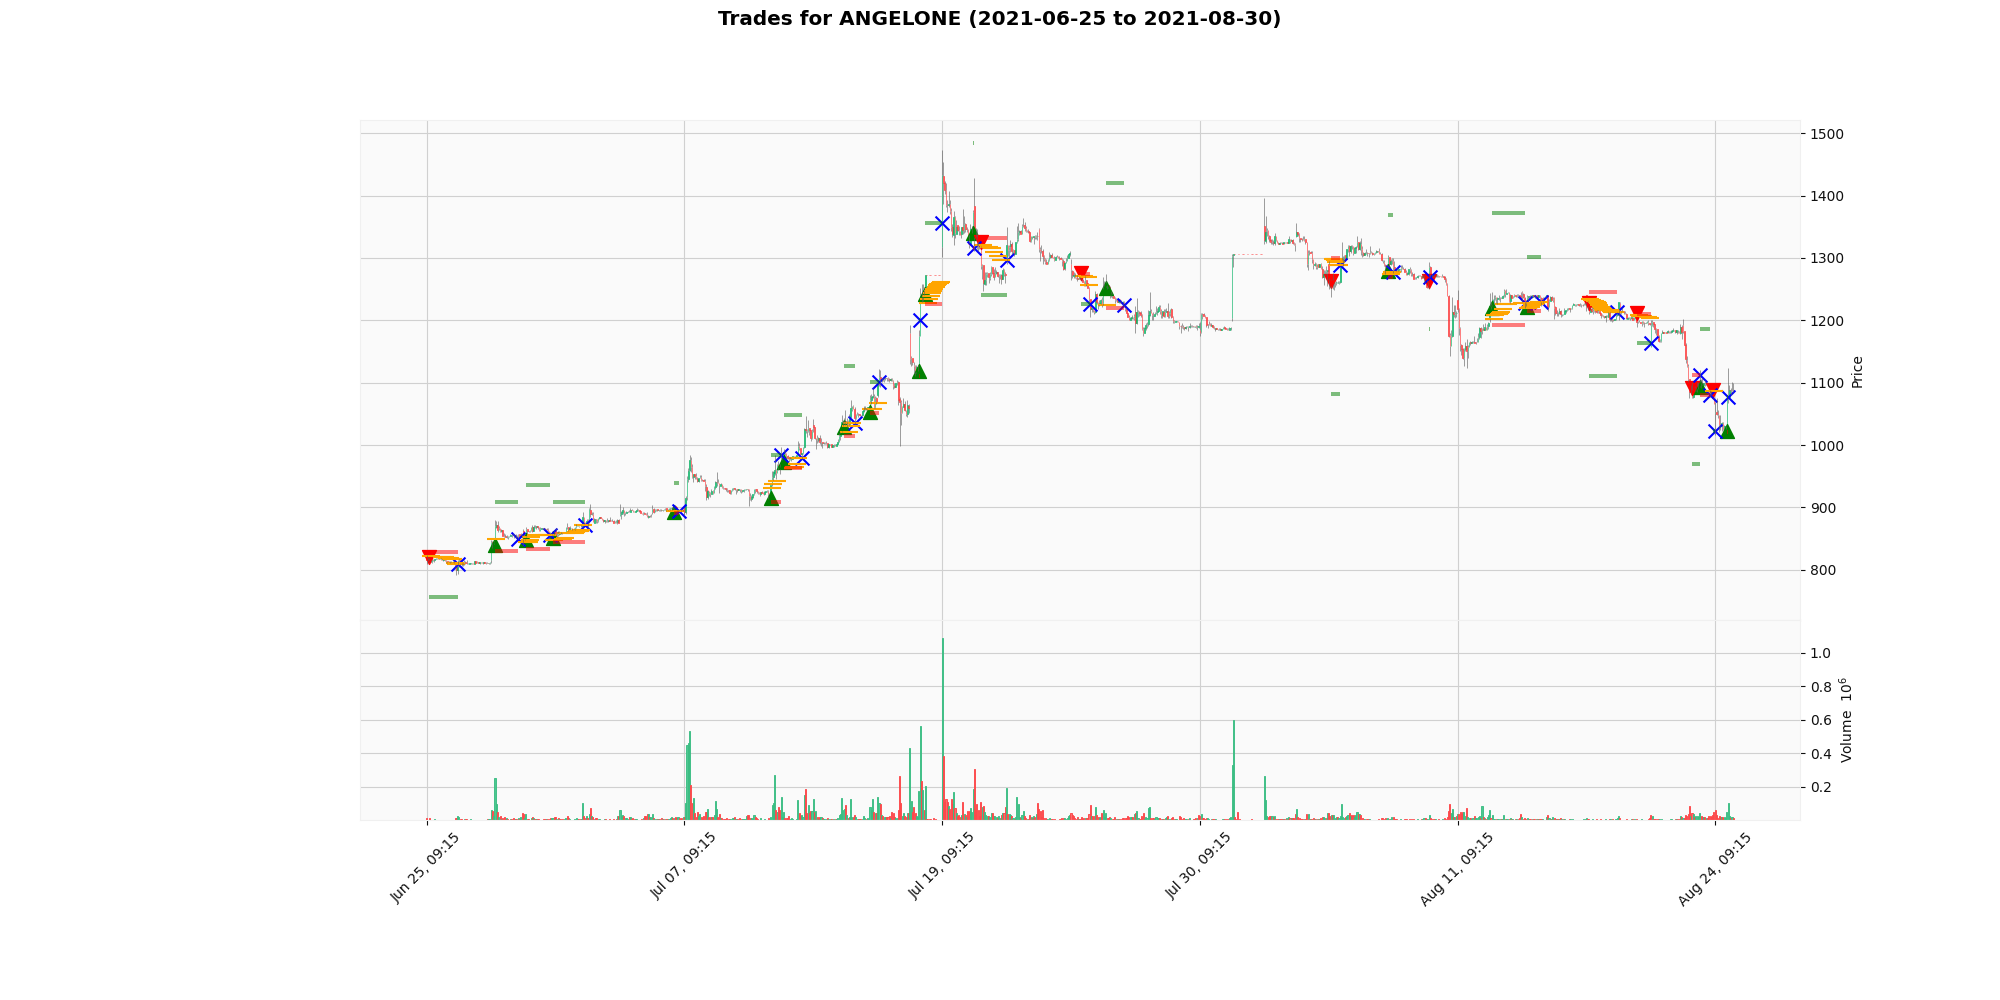 Trades for ANGELONE (2021-06-25 to 2021-08-30)
1500
1400
1300
1200
1100
1000
900
800
Price
1.0
0.8
0.6
0.4
0.2
Volume 10^6
Jun 25, 09:15
Jul 07, 09:15
Jul 19, 09:15
Jul 30, 09:15
Aug 11, 09:15
Aug 24, 09:15